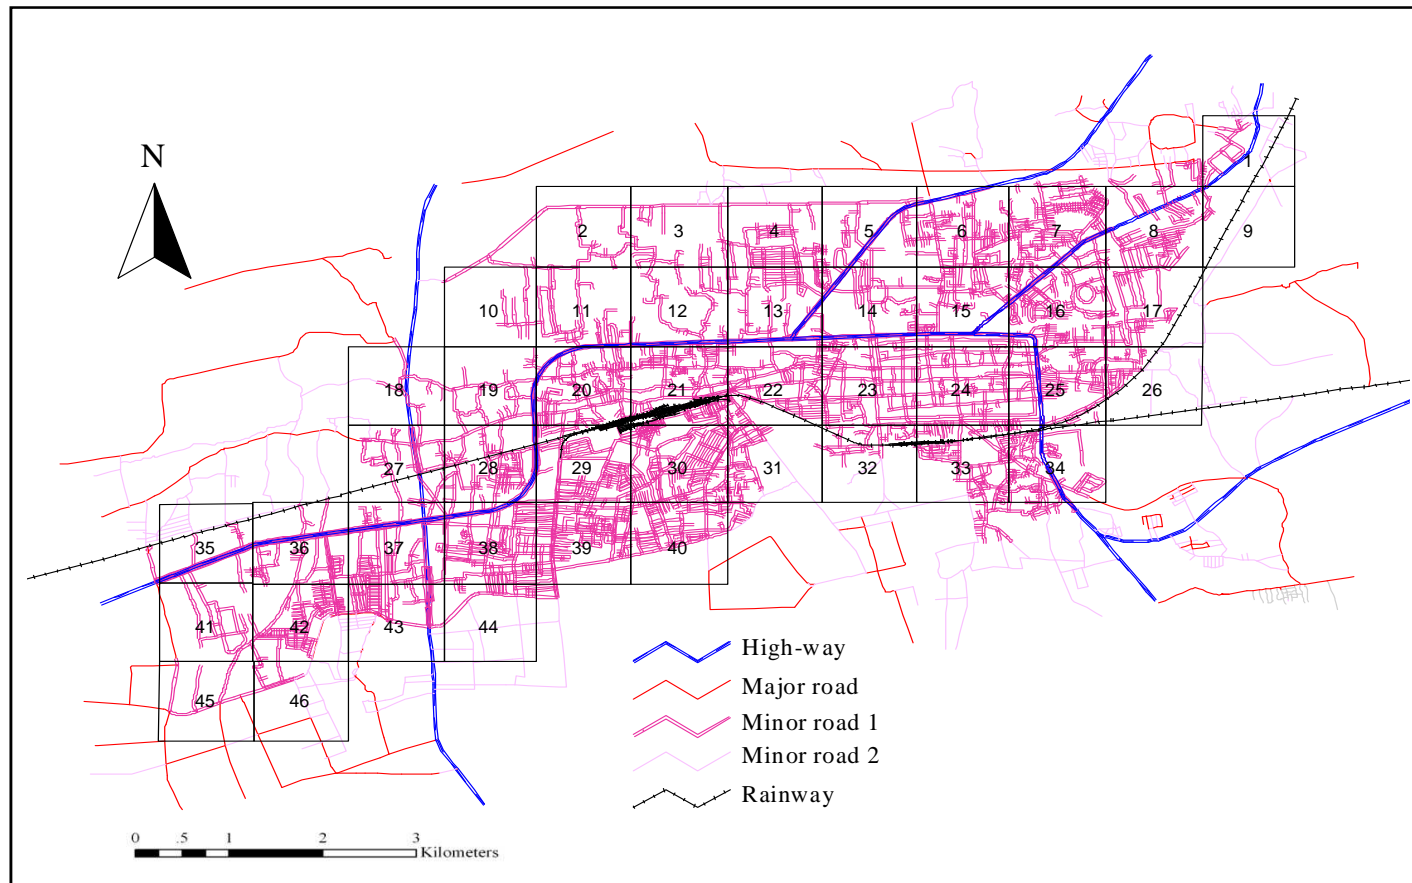 N
1
2 3 4 5 6 7 8 9
10 11 12 13 14 15 16 17
18 19 20 21 22 23 24 25 26
27 28 29 30 31 32 33 34
35 36 37 38 39 40
41 42 43 44
45 46
High-way
Major road
Minor road 1
Minor road 2
Rainway
0 .5 1 2 3
Kilometers